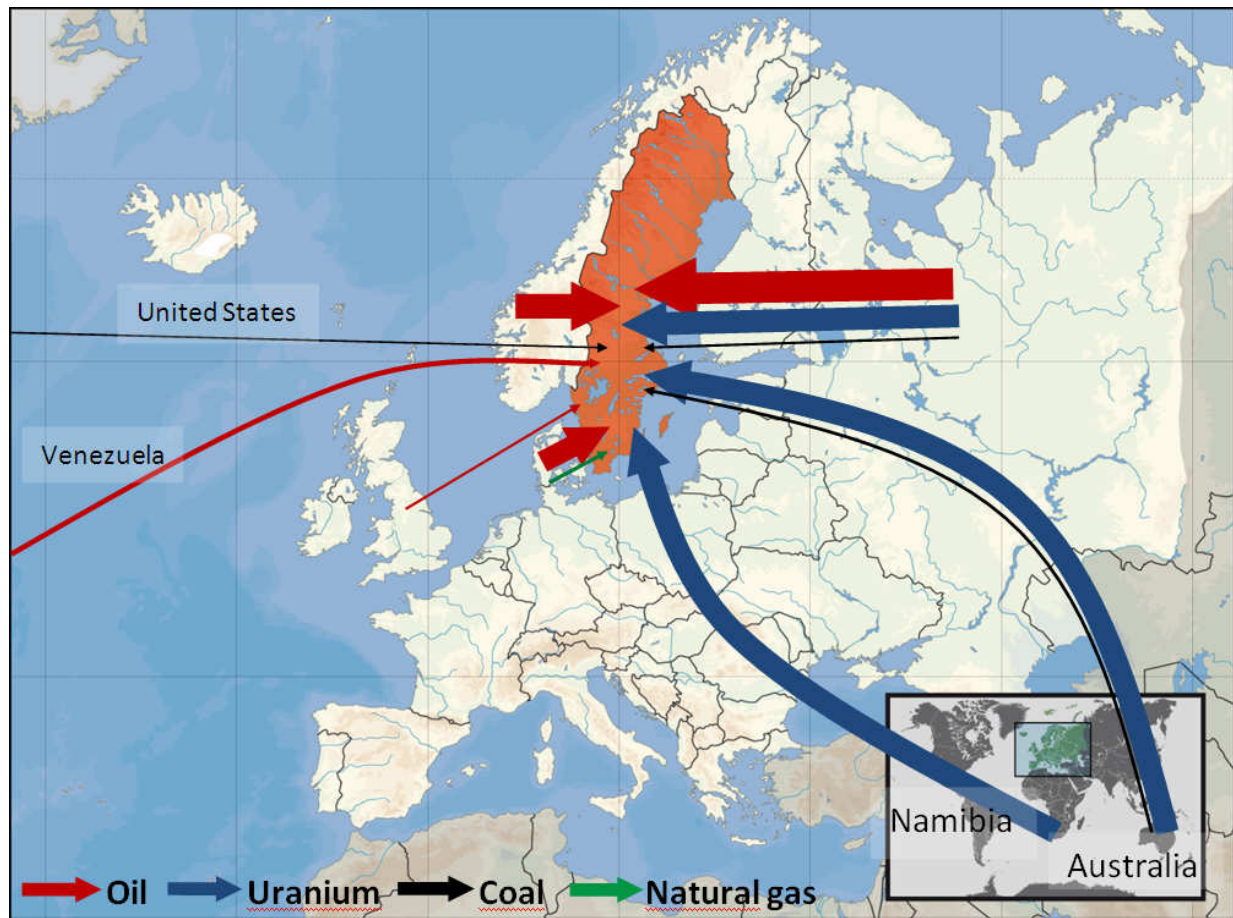 United States
Venezuela
Namibia
Australia
Oil
Uranium
Coal
Natural gas